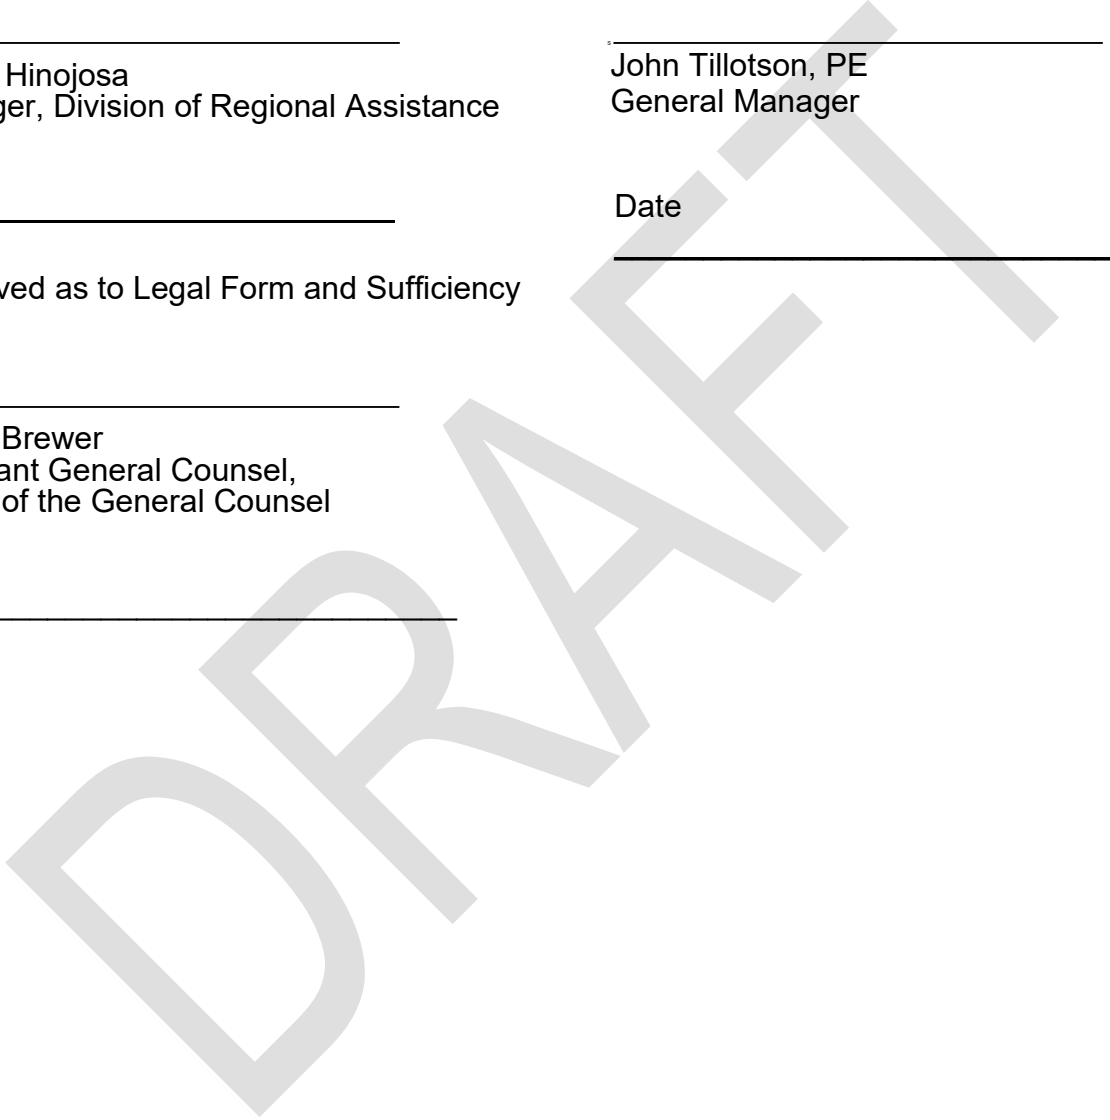 Hinojosa
ger, Division of Regional Assistance
ved as to Legal Form and Sufficiency
Brewer
ant General Counsel,
of the General Counsel
s
John Tillotson, PE
General Manager
Date
DRAFT